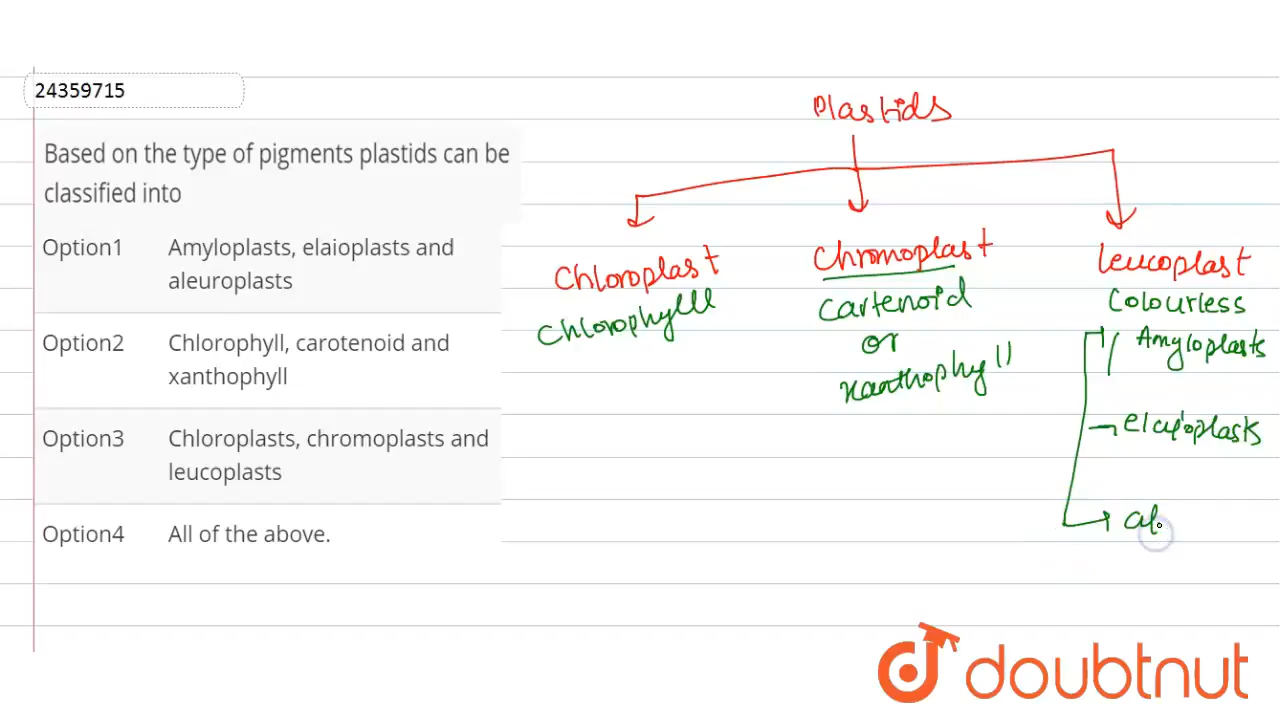 24359715
Based on the type of pigments plastids can be
classified into
Option1 Amyloplasts, elaioplasts and
aleuroplasts
Option2 Chlorophyll, carotenoid and
xanthophyll
Option3 Chloroplasts, chromoplasts and
leucoplasts
Option4 All of the above.
Plastids
Chloroplast
Chlorophylll
Chromoplast
Cartenoid
or
xanthophyll
leucoplast
Colourless
Amyloplasts
elaioplasts
al
doubtnut